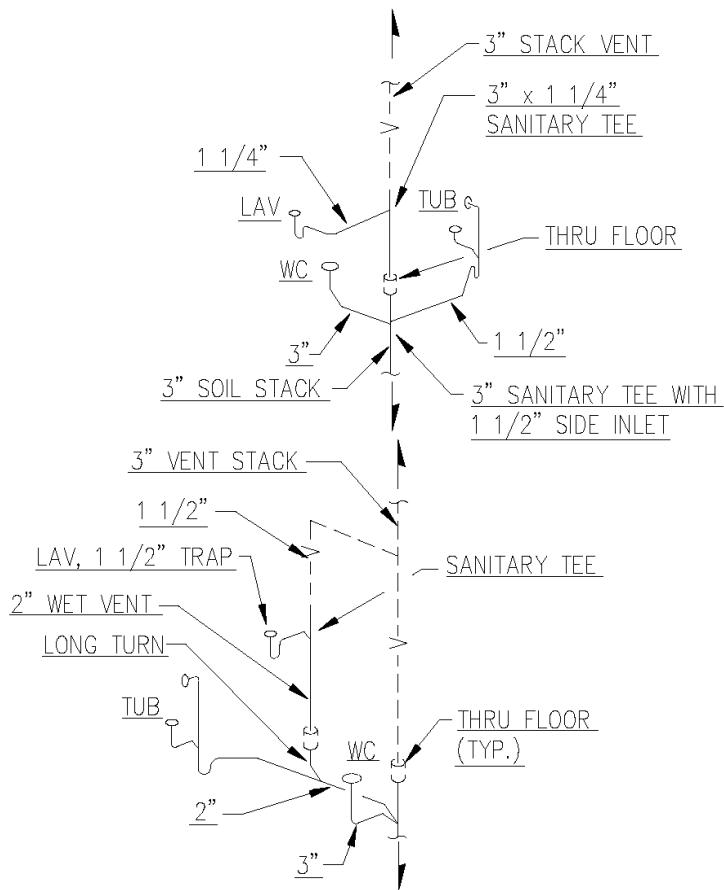 3” STACK VENT
3” x 1 1/4”
SANITARY TEE
1 1/4”
LAV
TUB
THRU FLOOR
WC
3”
1 1/2”
3” SOIL STACK
3” SANITARY TEE WITH
1 1/2” SIDE INLET
3” VENT STACK
1 1/2”
LAV, 1 1/2” TRAP
SANITARY TEE
2” WET VENT
LONG TURN
TUB
WC
THRU FLOOR
(TYP.)
2”
3”
V
V
V
V